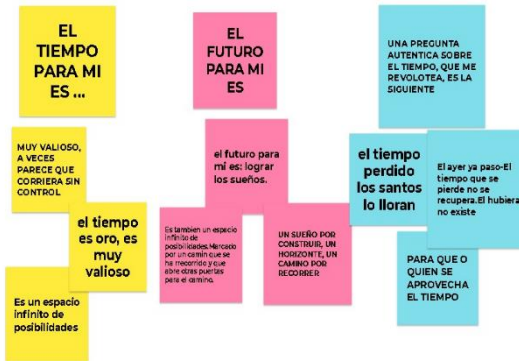 EL
TIEMPO
PARA MI
ES ...
MUY VALIOSO,
A VECES
PARECE QUE
CORRIERA SIN
CONTROL
el tiempo
es oro, es
muy
valioso
Es un espacio
infinito de
posibilidades
EL
FUTURO
PARA MI
ES
el futuro para
mi es: lograr
los sueños.
Es tambien un espacio
infinito de
posibilidades. Marcado
por un camin que se
ha rrecorrido y que
abre otras puertas
para el camino.
UN SUEÑO POR
CONSTRUIR, UN
HORIZONTE, UN
CAMINO POR
RECORRER
UNA PREGUNTA
AUTENTICA SOBRE
EL TIEMPO, QUE ME
REVOLOTEA, ES LA
SIGUIENTE
el tiempo
perdido
los santos
lo lloran
El ayer ya paso-El
tiempo que se
pierde no se
recupera.El hubiera
no existe
PARA QUE O
QUIEN SE
APROVECHA
EL TIEMPO